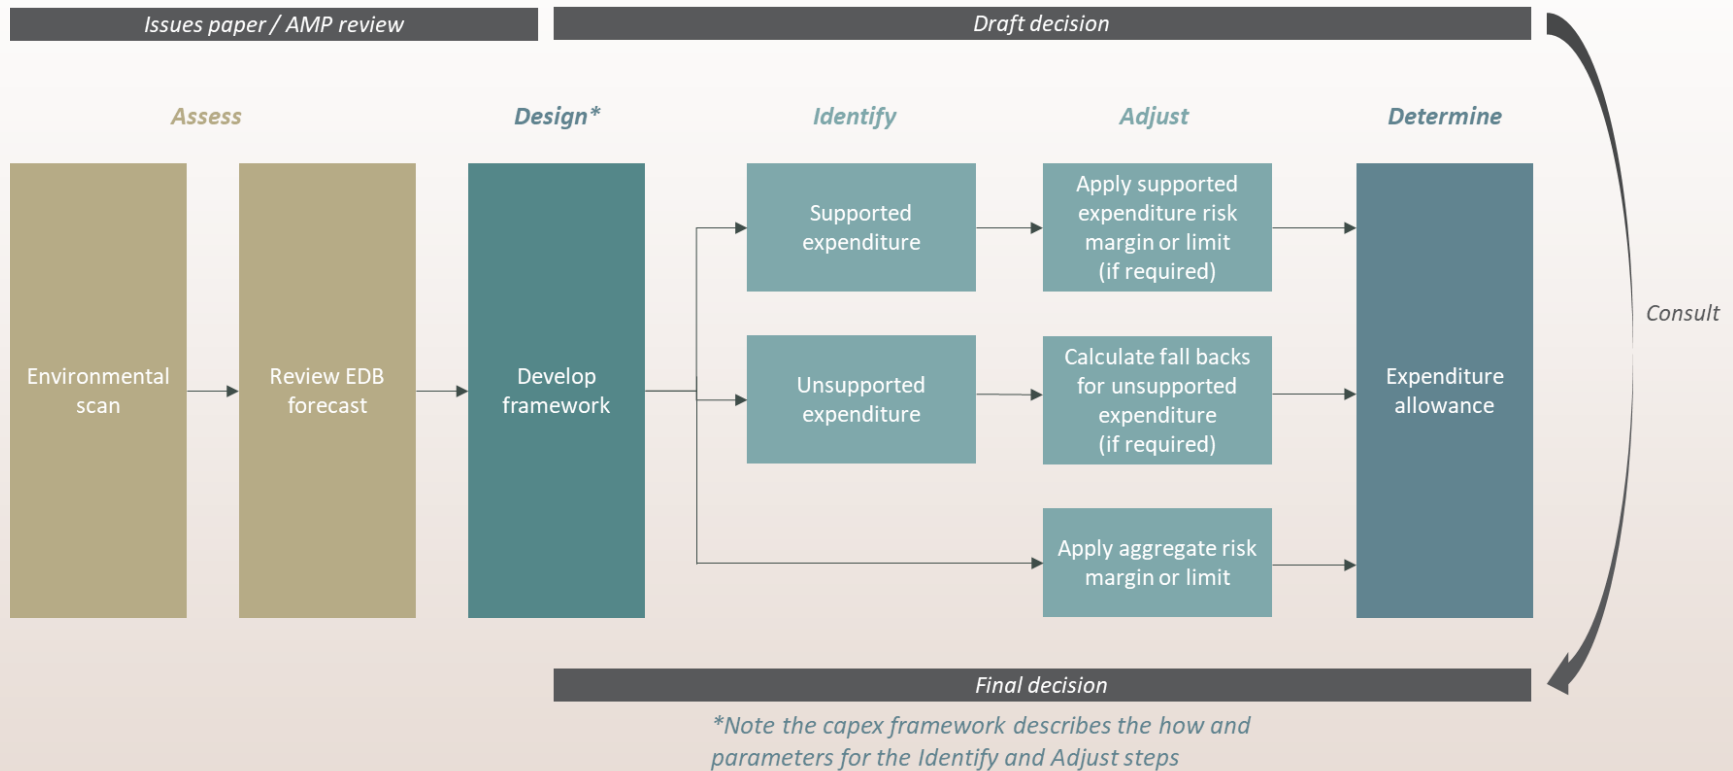 Issues paper / AMP review
Draft decision
Assess
Design*
Identify
Adjust
Determine
Environmental
scan
Review EDB
forecast
Develop
framework
Supported
expenditure
Apply supported
expenditure risk
margin or limit
(if required)
Unsupported
expenditure
Calculate fall backs
for unsupported
expenditure
(if required)
Apply aggregate risk
margin or limit
Expenditure
allowance
Consult
Final decision
*Note the capex framework describes the how and
parameters for the Identify and Adjust steps